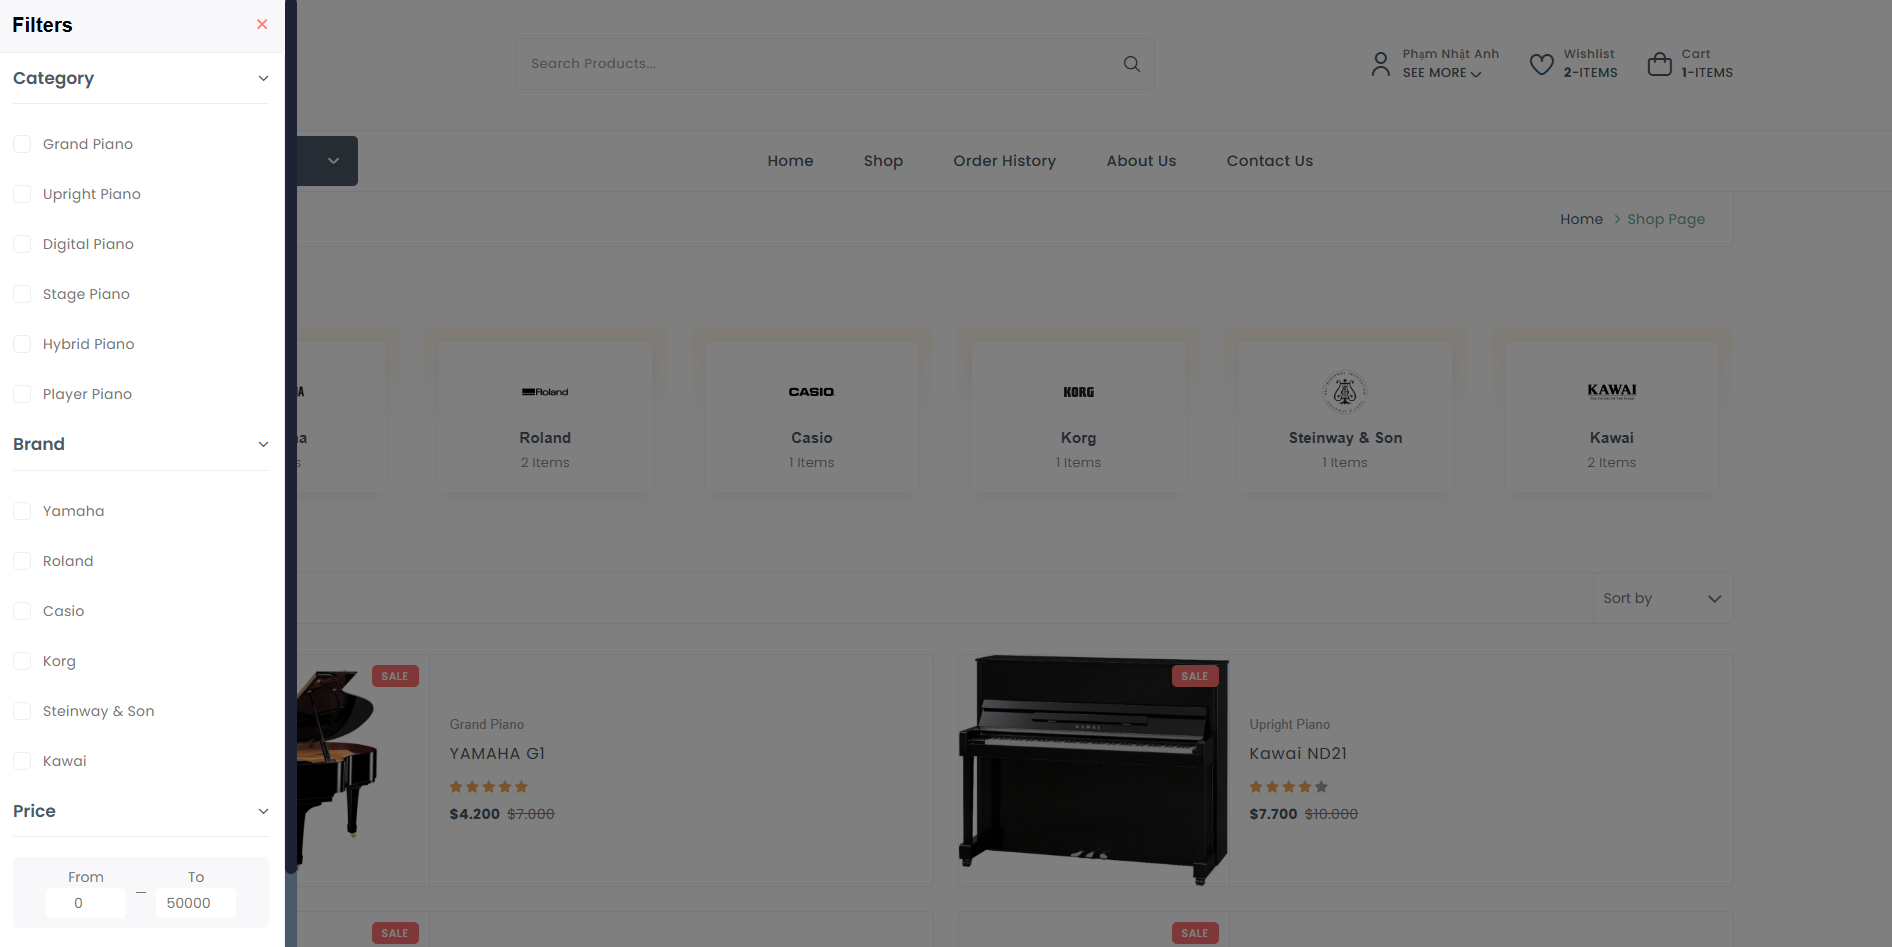 Filters
Category
Grand Piano
Upright Piano
Digital Piano
Stage Piano
Hybrid Piano
Player Piano
Brand
Yamaha
Roland
Casio
Korg
Steinway & Son
Kawai
Price
From
To
0
—
50000
Search Products...
Phạm Nhật Anh
SEE MORE
Wishlist
2-ITEMS
Cart
1-ITEMS
Home
Shop
Order History
About Us
Contact Us
Home > Shop Page
Roland
Roland
2 Items
CASIO
Casio
1 Items
KORG
Korg
1 Items
Steinway & Son
1 Items
KAWAI
Kawai
2 Items
Sort by
SALE
Grand Piano
YAMAHA G1
$4.200 $7.000
SALE
KAWAI
Upright Piano
Kawai ND21
$7.700 $10.000
SALE
SALE